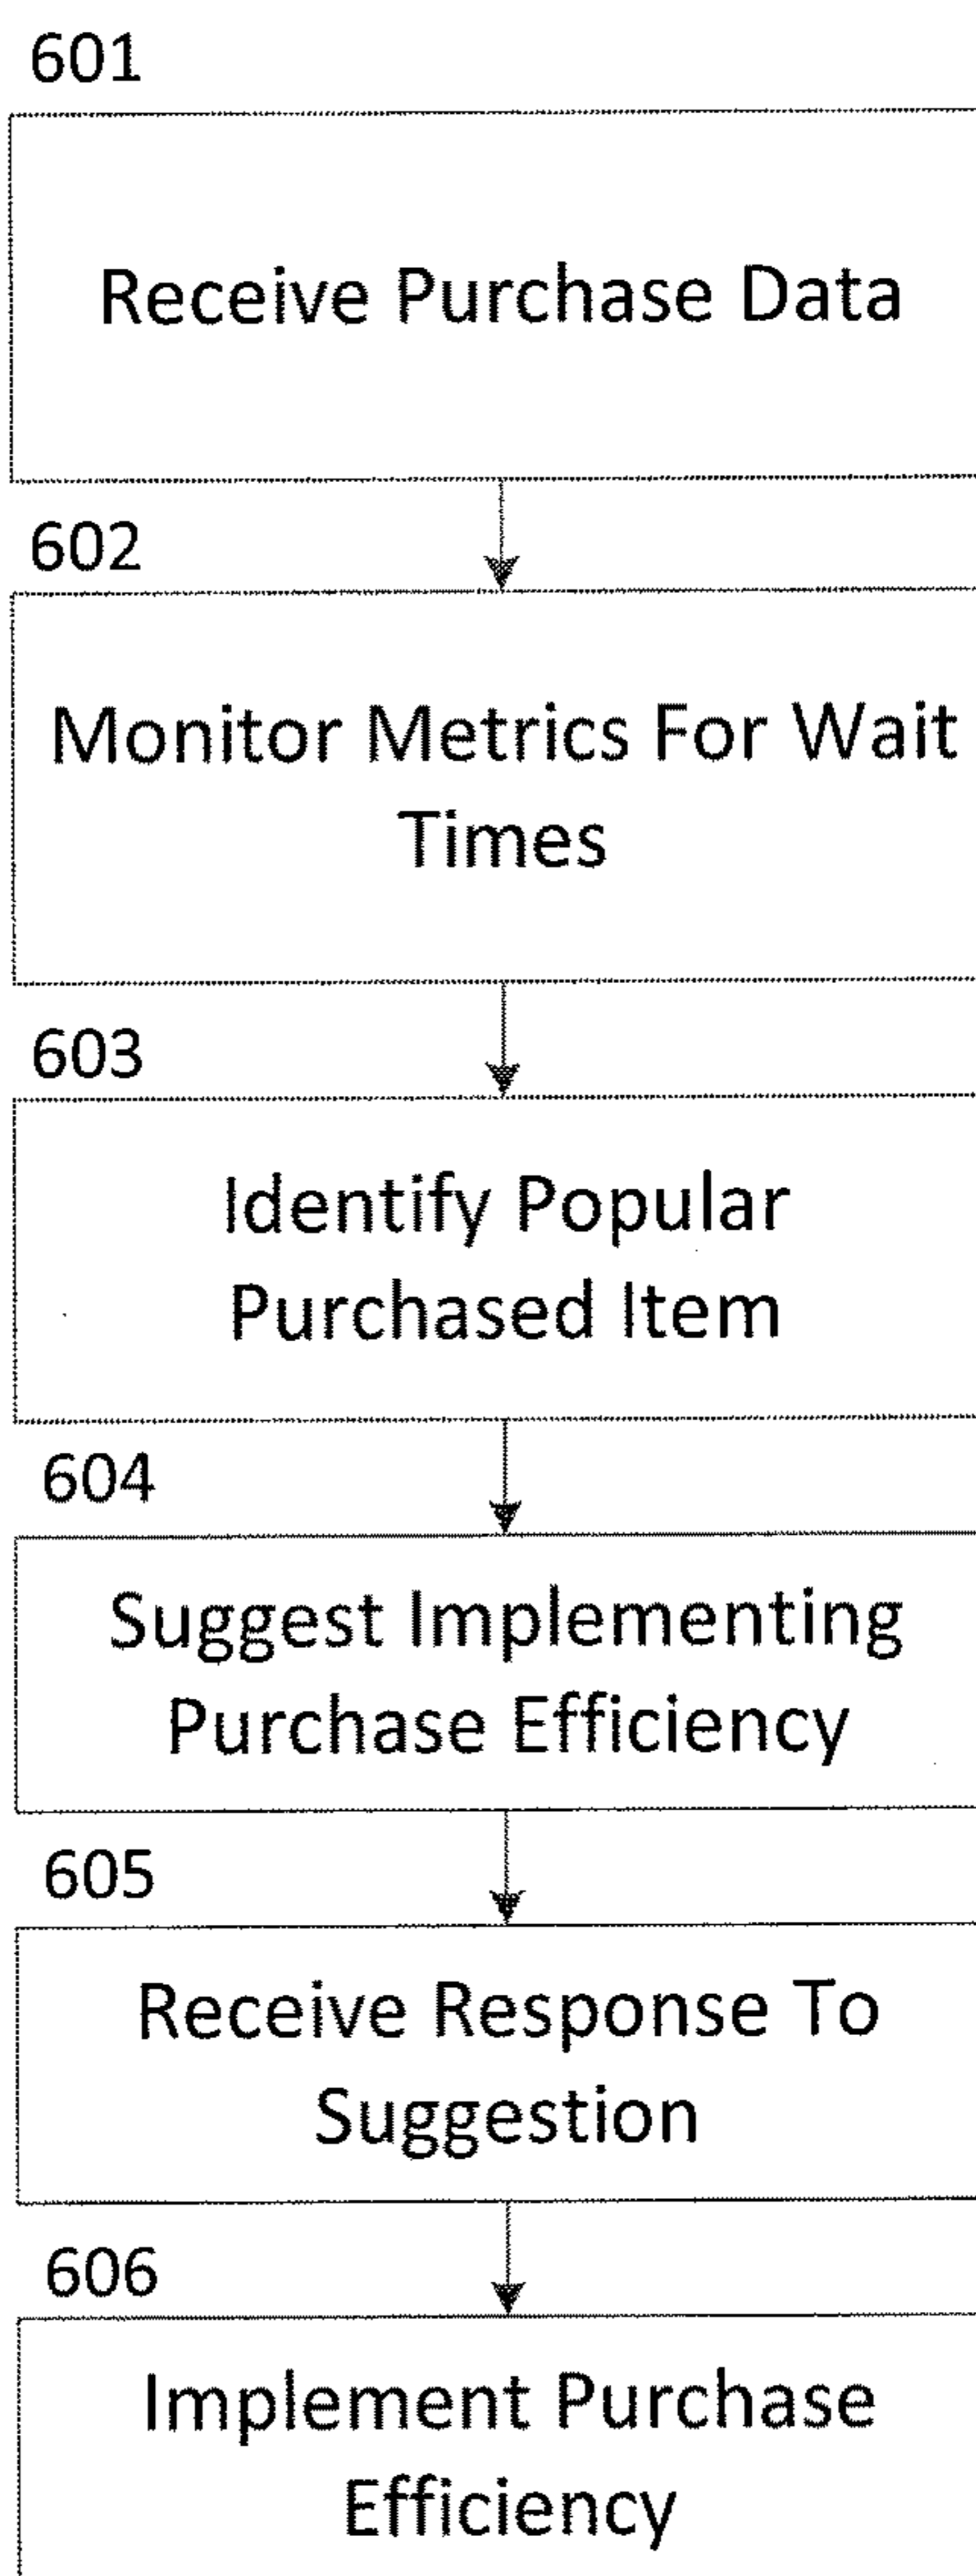 601
Receive Purchase Data
602
Monitor Metrics For Wait
Times
603
Identify Popular
Purchased Item
604
Suggest Implementing
Purchase Efficiency
605
Receive Response To
Suggestion
606
Implement Purchase
Efficiency